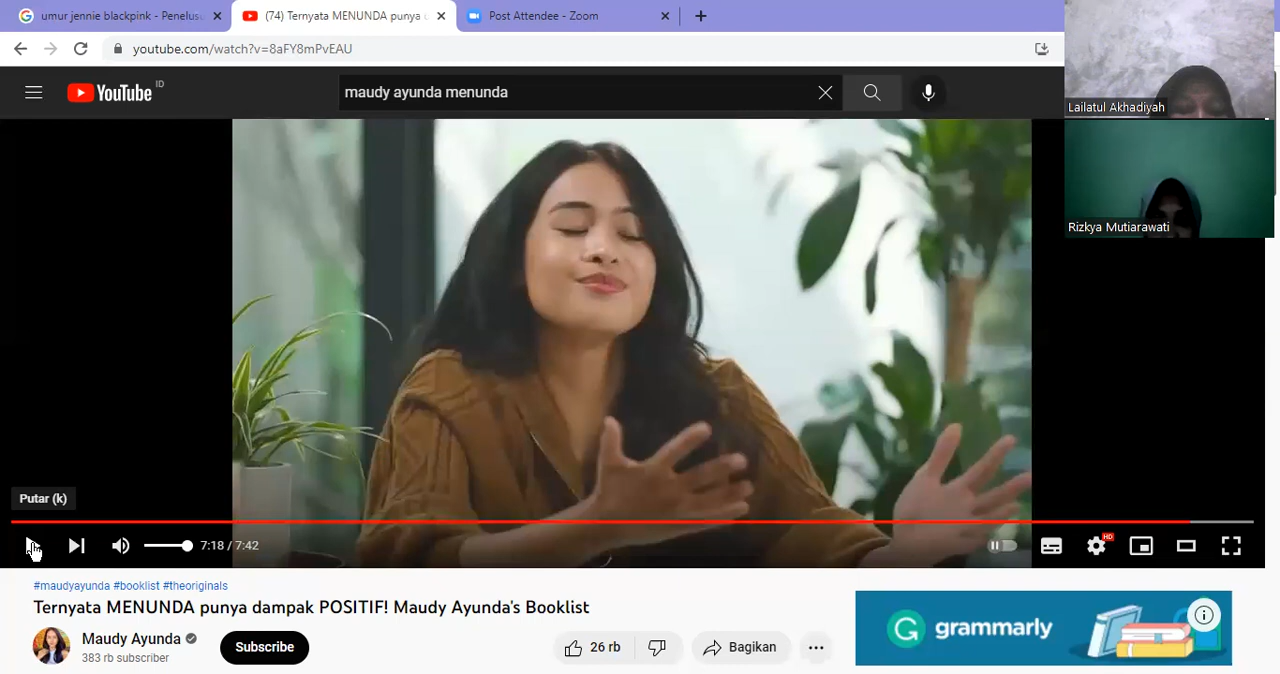 umur jennie blackpink - Penelusu
(74) Ternyata MENUNDA punya d
Post Attendee - Zoom
youtube.com/watch?v=8aFY8mPvEAU
YouTube ID
maudy ayunda menunda
Lailatul Akhadiyah
Rizkya Mutiarawati
Putar (k)
7:18 / 7:42
HD
#maudyayunda #booklist #theoriginals
Ternyata MENUNDA punya dampak POSITIF! Maudy Ayunda's Booklist
Maudy Ayunda
383 rb subscriber
Subscribe
26 rb
Bagikan
grammarly